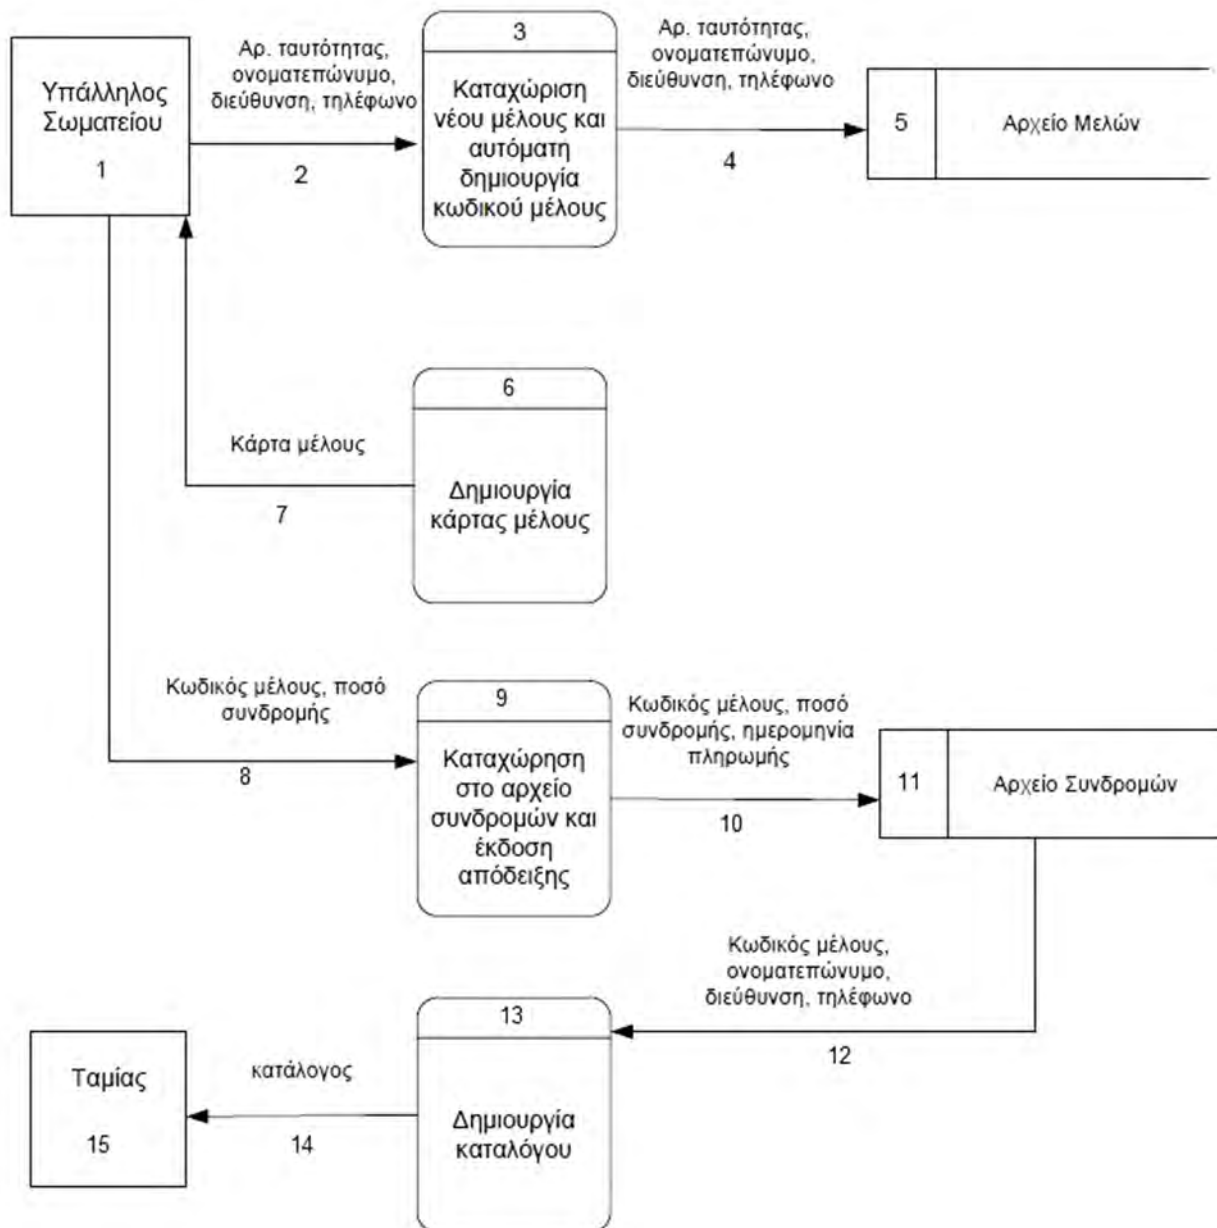 Υπάλληλος
Σωματείου
1
Αρ. ταυτότητας,
ονοματεπώνυμο,
διεύθυνση, τηλέφωνο
2
3
Καταχώριση
νέου μέλους και
αυτόματη
δημιουργία
κωδικού μέλους
Αρ. ταυτότητας,
ονοματεπώνυμο,
διεύθυνση, τηλέφωνο
4
5
Αρχείο Μελών
6
Δημιουργία
κάρτας μέλους
Κάρτα μέλους
7
Κωδικός μέλους, ποσό
συνδρομής
8
9
Καταχώρηση
στο αρχείο
συνδρομών και
έκδοση
απόδειξης
Κωδικός μέλους, ποσό
συνδρομής, ημερομηνία
πληρωμής
10
11
Αρχείο Συνδρομών
Κωδικός μέλους,
ονοματεπώνυμο,
διεύθυνση, τηλέφωνο
12
13
Δημιουργία
καταλόγου
κατάλογος
14
Ταμίας
15